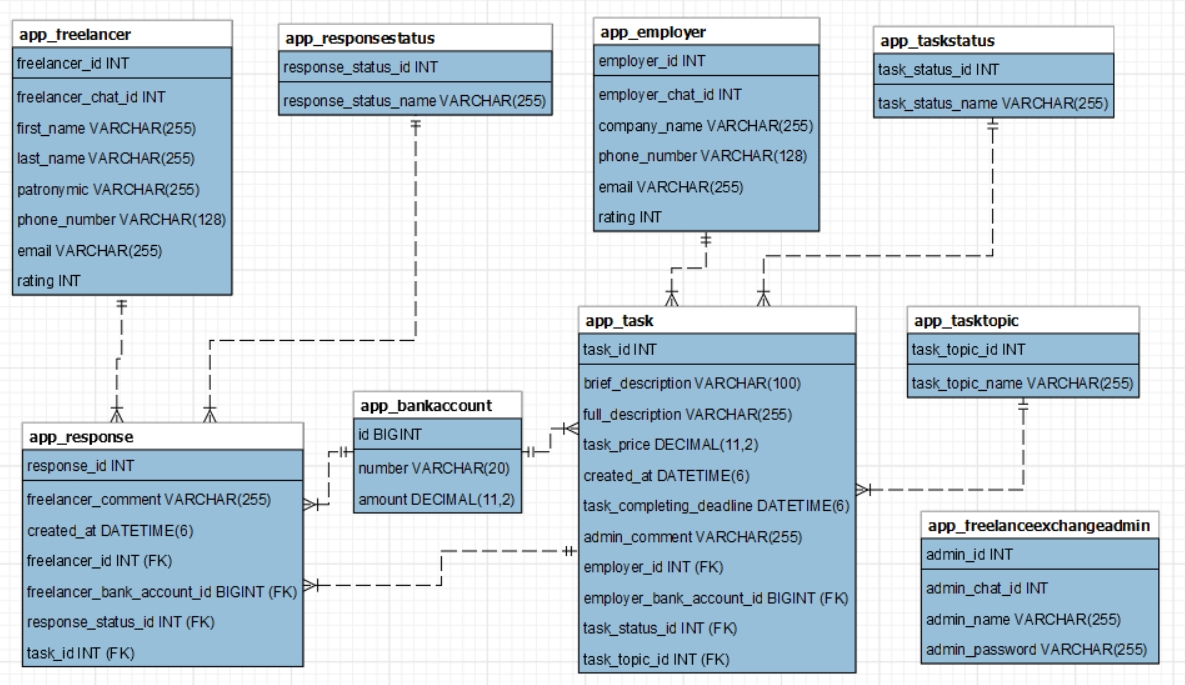 app_freelancer
freelancer_id INT
freelancer_chat_id INT
first_name VARCHAR(255)
last_name VARCHAR(255)
patronymic VARCHAR(255)
phone_number VARCHAR(128)
email VARCHAR(255)
rating INT
app_responsestatus
response_status_id INT
response_status_name VARCHAR(255)
app_employer
employer_id INT
employer_chat_id INT
company_name VARCHAR(255)
phone_number VARCHAR(128)
email VARCHAR(255)
rating INT
app_taskstatus
task_status_id INT
task_status_name VARCHAR(255)
app_response
response_id INT
freelancer_comment VARCHAR(255)
created_at DATETIME(6)
freelancer_id INT (FK)
freelancer_bank_account_id BIGINT (FK)
response_status_id INT (FK)
task_id INT (FK)
app_bankaccount
id BIGINT
number VARCHAR(20)
amount DECIMAL(11,2)
app_task
task_id INT
brief_description VARCHAR(100)
full_description VARCHAR(255)
task_price DECIMAL(11,2)
created_at DATETIME(6)
task_completing_deadline DATETIME(6)
admin_comment VARCHAR(255)
employer_id INT (FK)
employer_bank_account_id BIGINT (FK)
task_status_id INT (FK)
task_topic_id INT (FK)
app_tasktopic
task_topic_id INT
task_topic_name VARCHAR(255)
app_freelanceexchangeadmin
admin_id INT
admin_chat_id INT
admin_name VARCHAR(255)
admin_password VARCHAR(255)